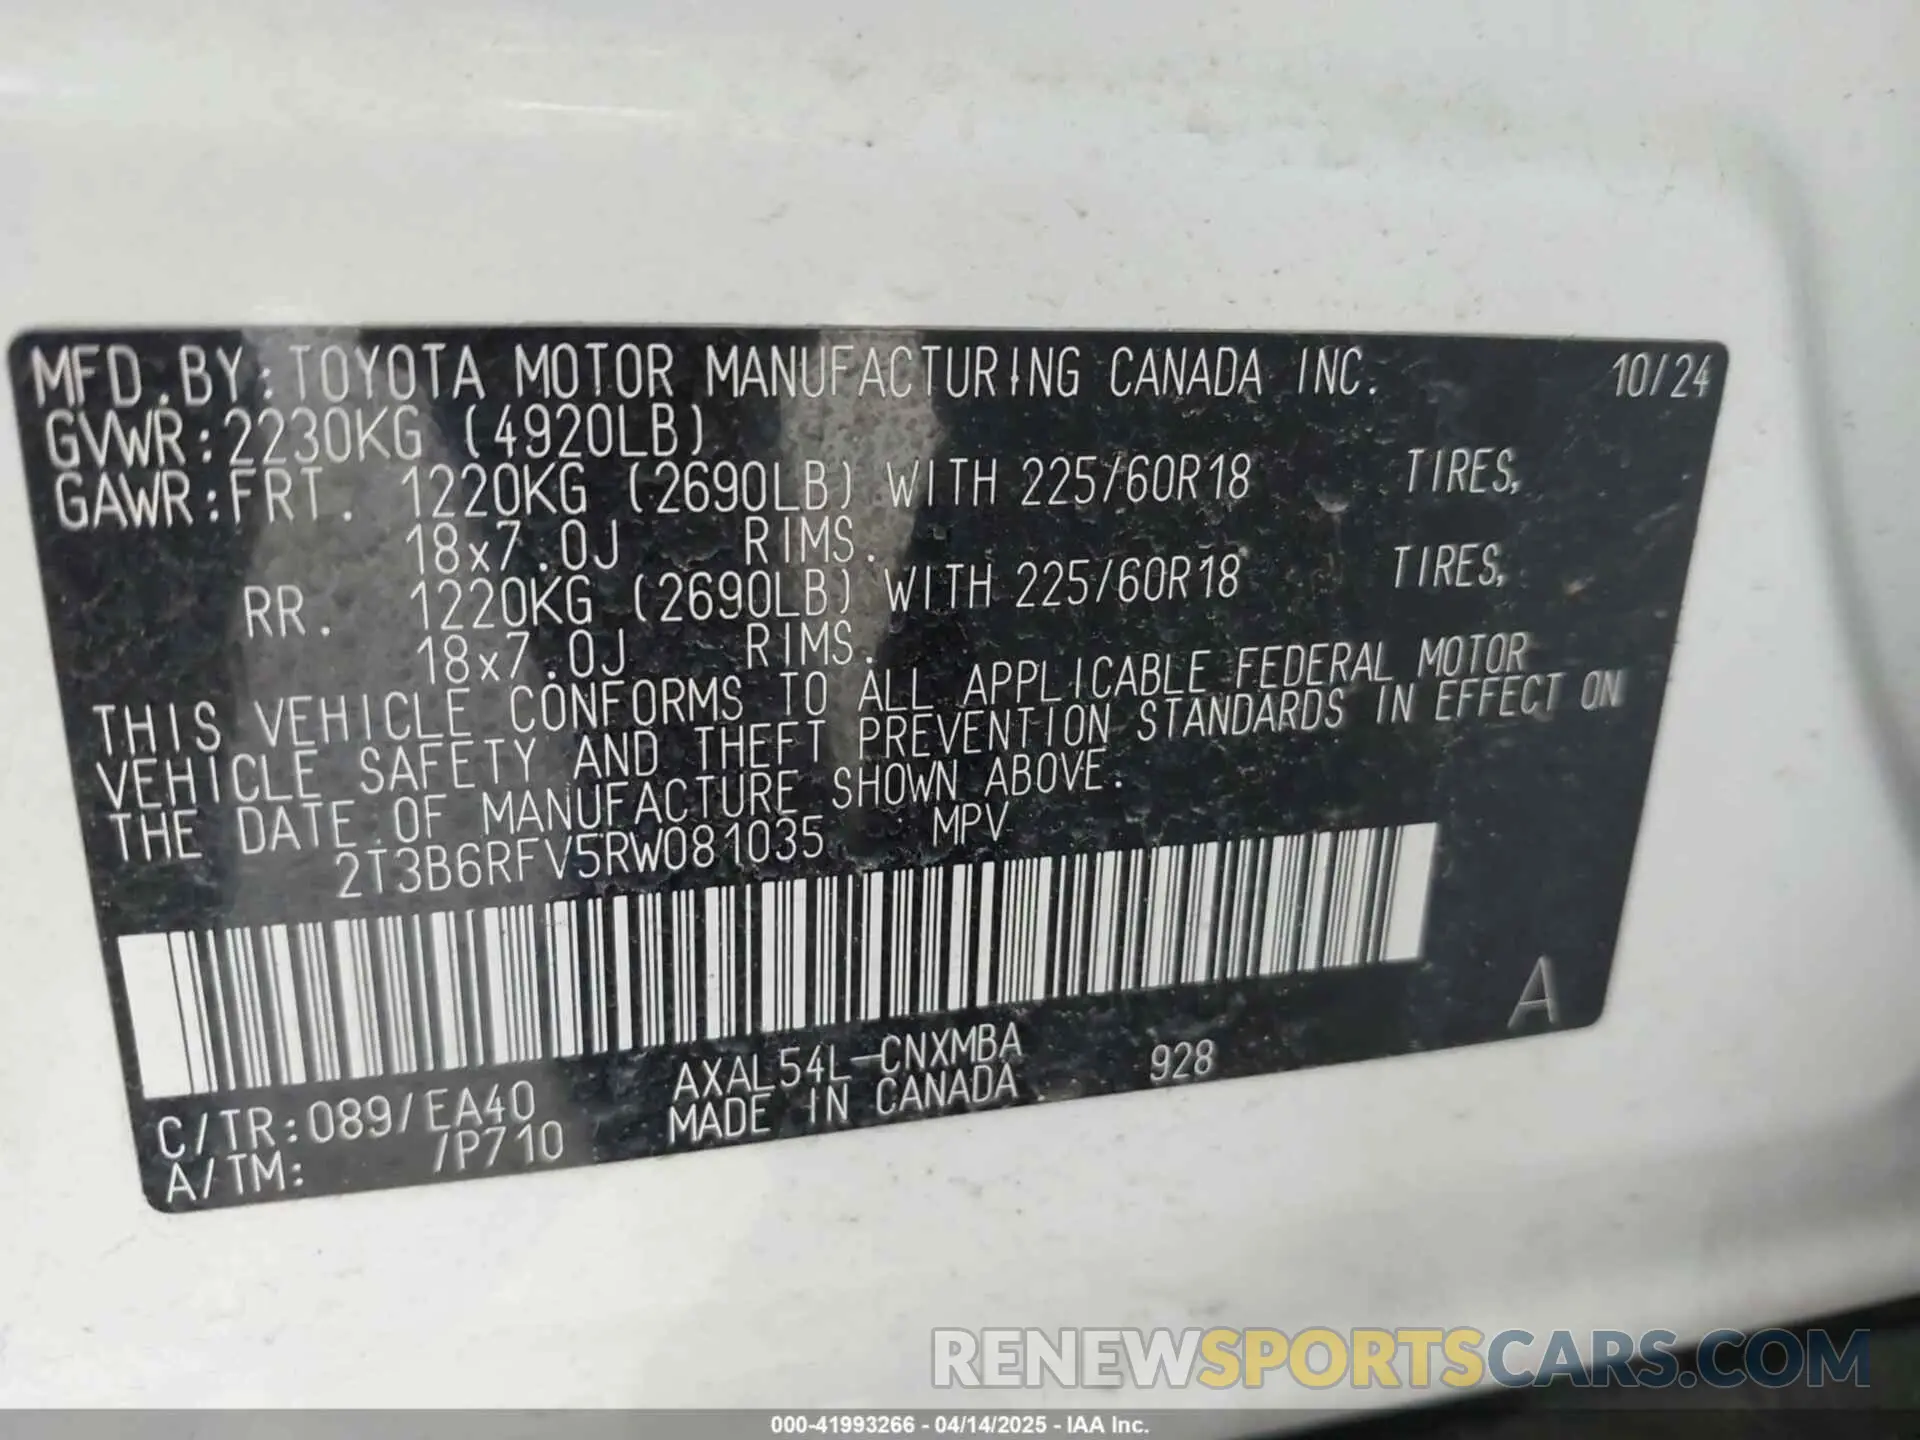 MFD.BY:TOYOTA MOTOR MANUFACTURING CANADA INC. 10/24
GVWR:2230KG (4920LB)
GAWR:FRT. 1220KG (2690LB) WITH 225/60R18 TIRES,
18x7.0J RIMS.
RR. 1220KG (2690LB) WITH 225/60R18 TIRES,
18x7.0J RIMS.
THIS VEHICLE CONFORMS TO ALL APPLICABLE FEDERAL MOTOR
VEHICLE SAFETY AND THEFT PREVENTION STANDARDS IN EFFECT ON
THE DATE OF MANUFACTURE SHOWN ABOVE.
2T3B6RFV5RW081035 MPV
A
C/TR:089/EA40 AXAL54L-CNXMBA 928
A/TM: /P710 MADE IN CANADA
RENEWSPORTSCARS.COM
000-41993266 - 04/14/2025 - IAA Inc.